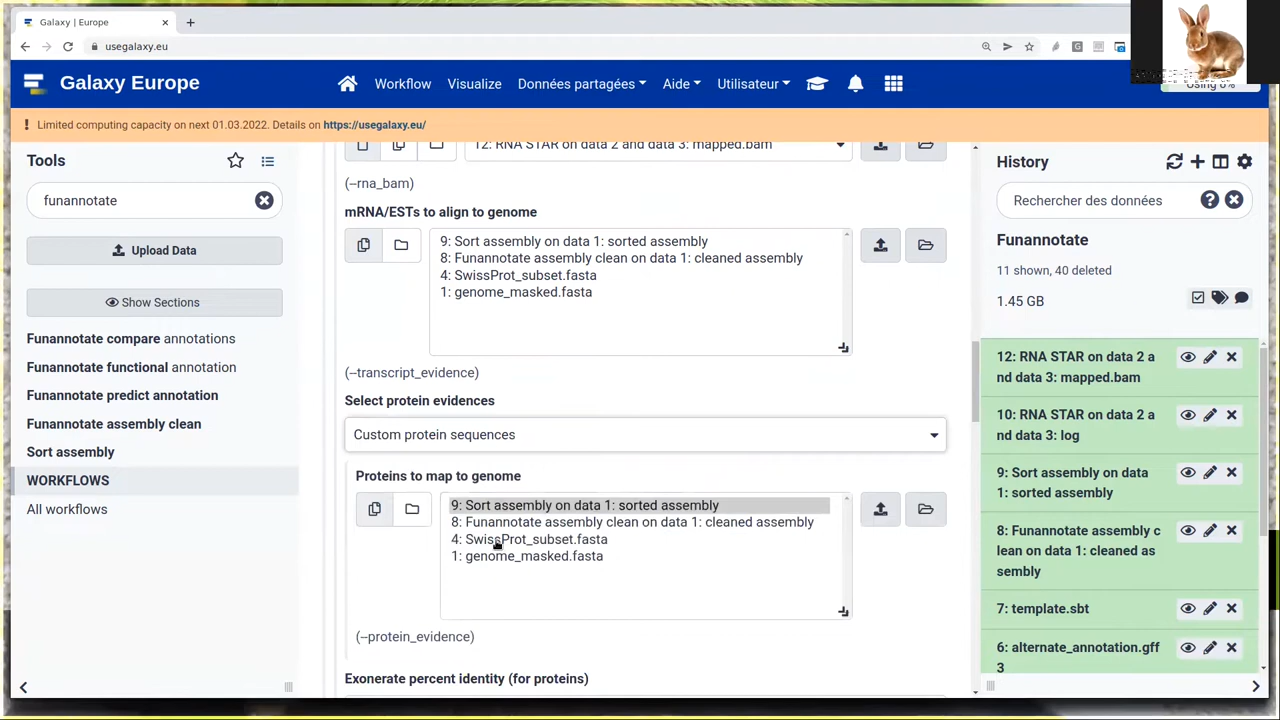 Galaxy | Europe
usegalaxy.eu
Galaxy Europe
Workflow
Visualize
Données partagées
Aide
Utilisateur
Using 6%
Limited computing capacity on next 01.03.2022. Details on https://usegalaxy.eu/
Tools
funannotate
Upload Data
Show Sections
Funannotate compare annotations
Funannotate functional annotation
Funannotate predict annotation
Funannotate assembly clean
Sort assembly
WORKFLOWS
All workflows
12: RNA STAR on data 2 and data 3: mapped.bam
(--rna_bam)
mRNA/ESTs to align to genome
9: Sort assembly on data 1: sorted assembly
8: Funannotate assembly clean on data 1: cleaned assembly
4: SwissProt_subset.fasta
1: genome_masked.fasta
(--transcript_evidence)
Select protein evidences
Custom protein sequences
Proteins to map to genome
9: Sort assembly on data 1: sorted assembly
8: Funannotate assembly clean on data 1: cleaned assembly
4: SwissProt_subset.fasta
1: genome_masked.fasta
(--protein_evidence)
Exonerate percent identity (for proteins)
History
Rechercher des données
Funannotate
11 shown, 40 deleted
1.45 GB
12: RNA STAR on data 2 a
nd data 3: mapped.bam
10: RNA STAR on data 2 a
nd data 3: log
9: Sort assembly on data
1: sorted assembly
8: Funannotate assembly c
lean on data 1: cleaned as
sembly
7: template.sbt
6: alternate_annotation.gff
3